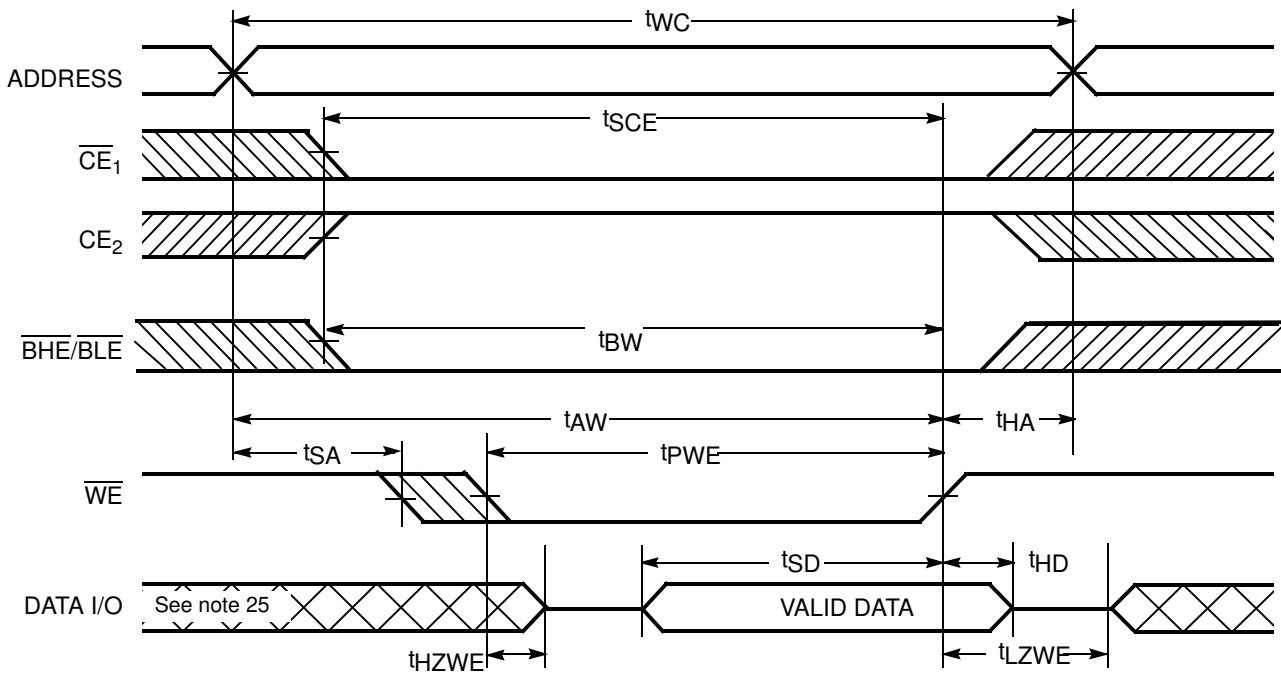 tWC
ADDRESS
tSCE
CE1
CE2
tBW
BHE/BLE
tAW
tHA
tSA
tPWE
WE
tSD
tHD
DATA I/O
See note 25
VALID DATA
tHZWE
tLZWE